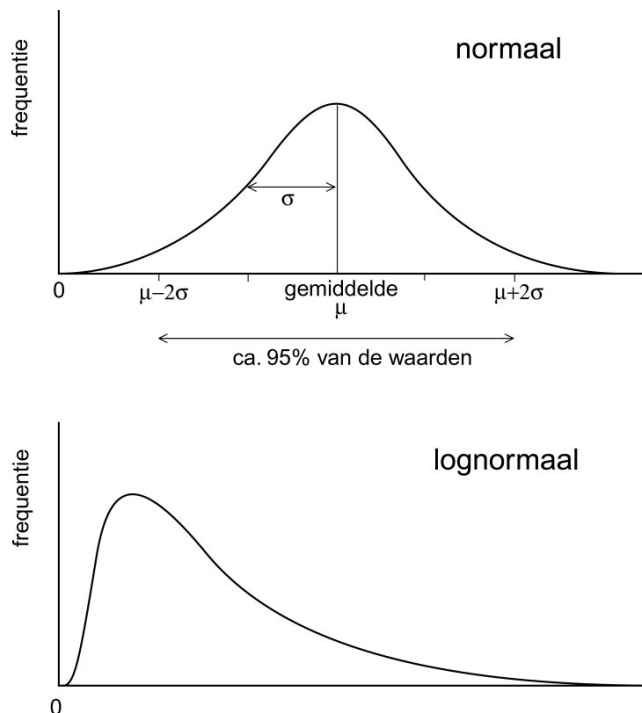 frequentie
normaal
σ
0
μ−2σ
gemiddelde
μ
μ+2σ
ca. 95% van de waarden
frequentie
lognormaal
0